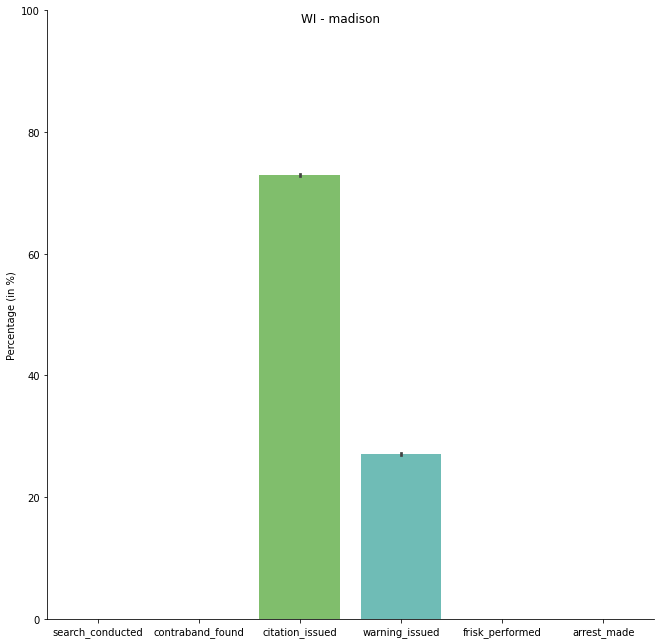 WI - madison
100
80
60
40
20
0
Percentage (in %)
search_conducted contraband_found citation_issued warning_issued frisk_performed arrest_made